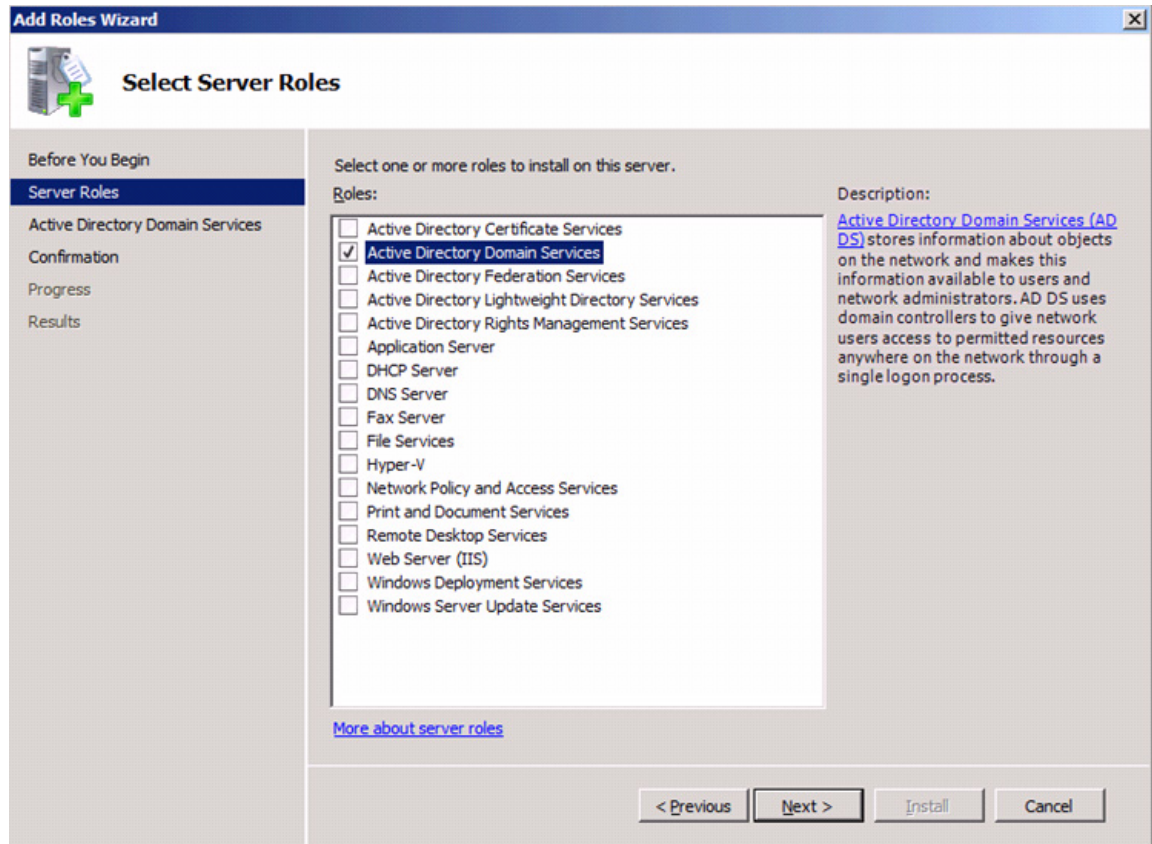 Add Roles Wizard
Select Server Roles
Before You Begin
Server Roles
Active Directory Domain Services
Confirmation
Progress
Results
Select one or more roles to install on this server.
Roles:
Active Directory Certificate Services
Active Directory Domain Services
Active Directory Federation Services
Active Directory Lightweight Directory Services
Active Directory Rights Management Services
Application Server
DHCP Server
DNS Server
Fax Server
File Services
Hyper-V
Network Policy and Access Services
Print and Document Services
Remote Desktop Services
Web Server (IIS)
Windows Deployment Services
Windows Server Update Services
More about server roles
Description:
Active Directory Domain Services (AD
DS) stores information about objects
on the network and makes this
information available to users and
network administrators. AD DS uses
domain controllers to give network
users access to permitted resources
anywhere on the network through a
single logon process.
< Previous
Next >
Install
Cancel